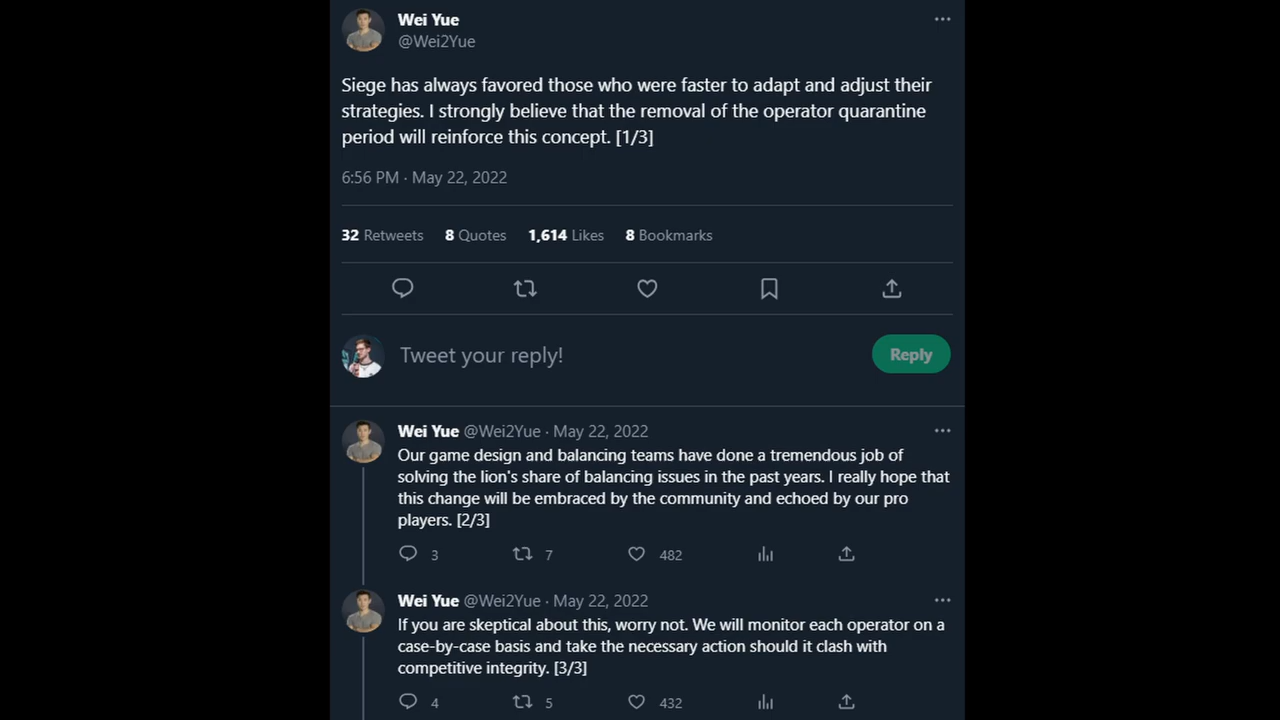 Wei Yue
@Wei2Yue
Siege has always favored those who were faster to adapt and adjust their
strategies. I strongly believe that the removal of the operator quarantine
period will reinforce this concept. [1/3]
6:56 PM · May 22, 2022
32 Retweets 8 Quotes 1,614 Likes 8 Bookmarks
Tweet your reply!
Reply
Wei Yue @Wei2Yue · May 22, 2022
Our game design and balancing teams have done a tremendous job of
solving the lion's share of balancing issues in the past years. I really hope that
this change will be embraced by the community and echoed by our pro
players. [2/3]
3 7 482
Wei Yue @Wei2Yue · May 22, 2022
If you are skeptical about this, worry not. We will monitor each operator on a
case-by-case basis and take the necessary action should it clash with
competitive integrity. [3/3]
4 5 432